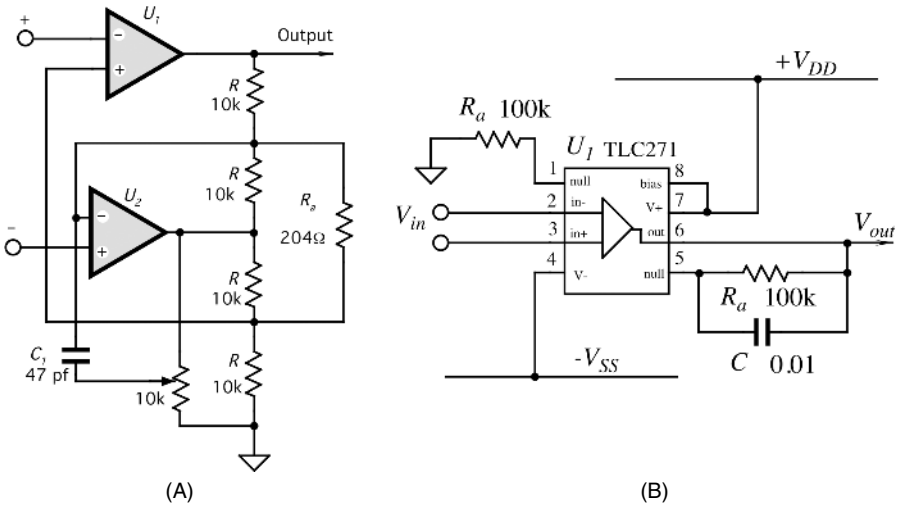 +
U1
−
+
Output
R
10k
R
10k
U2
−
+
−
Ra
204Ω
R
10k
R
10k
C1
47 pf
10k
(A)
+VDD
Ra 100k
U1 TLC271
1
null
8
bias
2
in-
7
V+
Vin
3
in+
6
out
Vout
4
V-
5
null
Ra 100k
C 0.01
-VSS
(B)